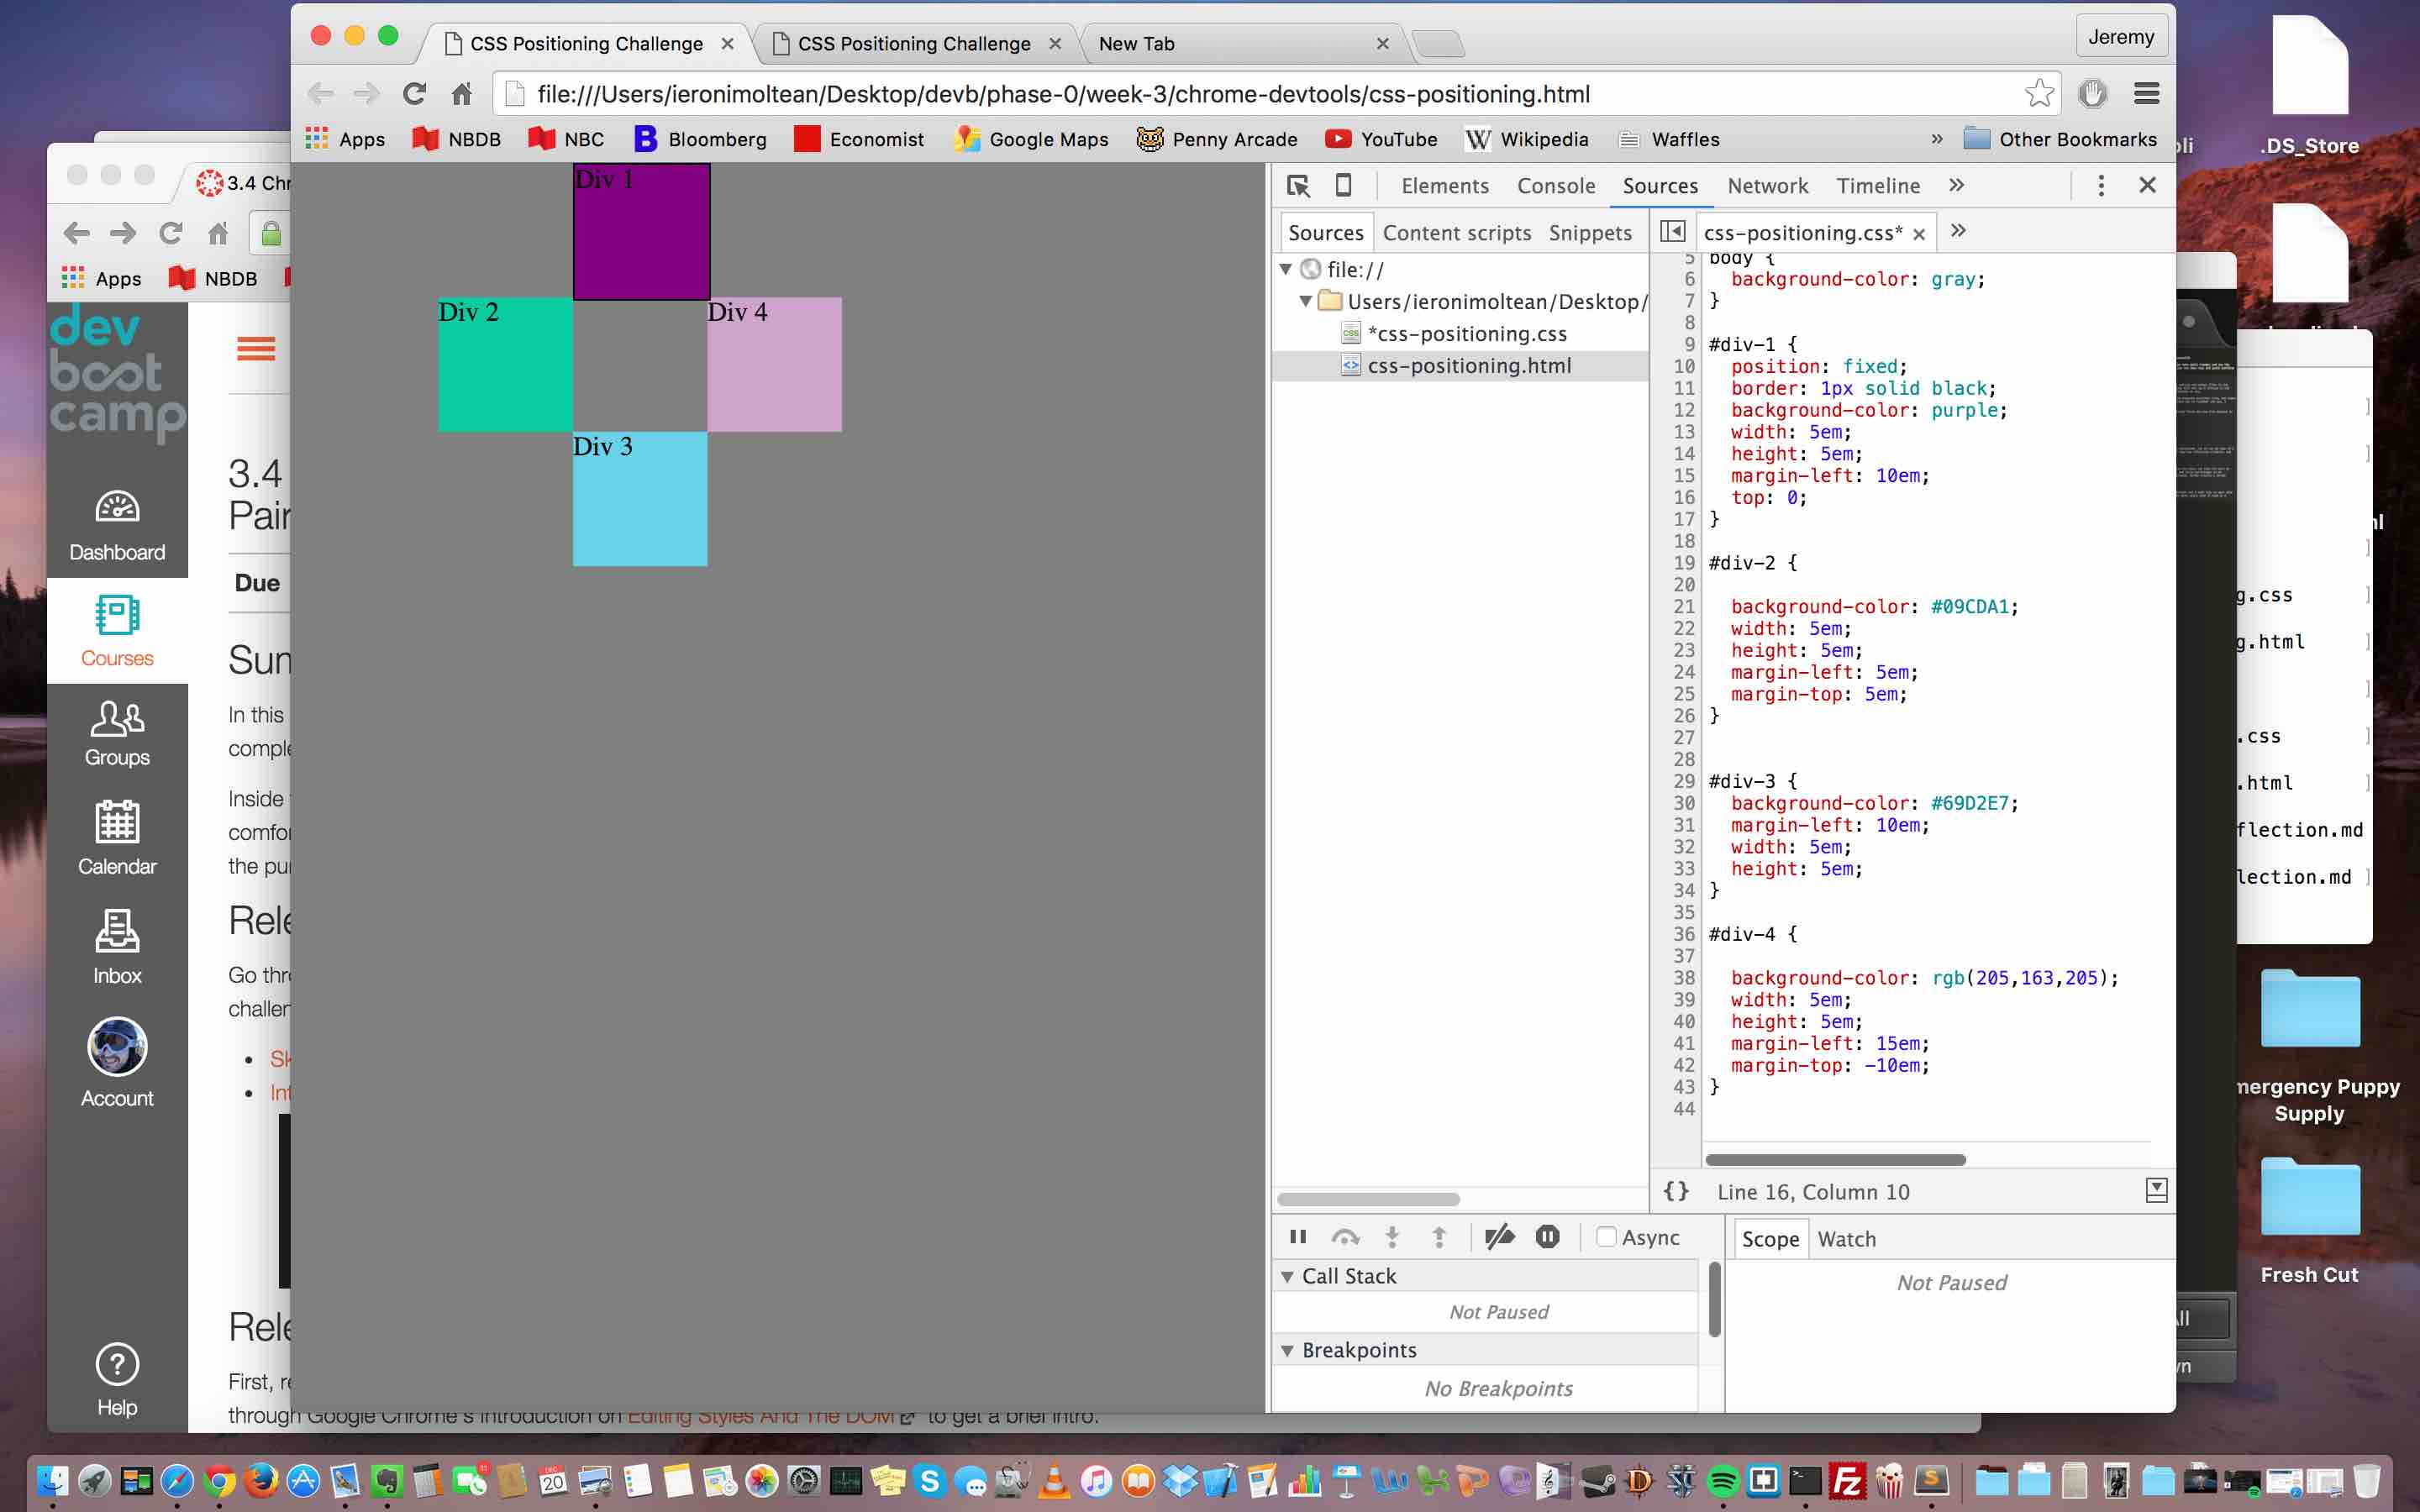 CSS Positioning Challenge
CSS Positioning Challenge
New Tab
Jeremy
file:///Users/ieronimoltean/Desktop/devb/phase-0/week-3/chrome-devtools/css-positioning.html
Apps
NBDB
NBC
Bloomberg
Economist
Google Maps
Penny Arcade
YouTube
Wikipedia
Waffles
»
Other Bookmarks
Div 1
Div 2
Div 4
Div 3
Elements
Console
Sources
Network
Timeline
»
Sources
Content scripts
Snippets
css-positioning.css*
»
file://
Users/ieronimoltean/Desktop/
*css-positioning.css
css-positioning.html
5 body {
6 background-color: gray;
7 }
8
9 #div-1 {
10 position: fixed;
11 border: 1px solid black;
12 background-color: purple;
13 width: 5em;
14 height: 5em;
15 margin-left: 10em;
16 top: 0;
17 }
18
19 #div-2 {
20
21 background-color: #09CDA1;
22 width: 5em;
23 height: 5em;
24 margin-left: 5em;
25 margin-top: 5em;
26 }
27
28
29 #div-3 {
30 background-color: #69D2E7;
31 margin-left: 10em;
32 width: 5em;
33 height: 5em;
34 }
35
36 #div-4 {
37
38 background-color: rgb(205,163,205);
39 width: 5em;
40 height: 5em;
41 margin-left: 15em;
42 margin-top: -10em;
43 }
44
{} Line 16, Column 10
Async
Call Stack
Not Paused
Breakpoints
No Breakpoints
Scope
Watch
Not Paused
3.4 Chr
Apps
NBDB
dev
bootcamp
Dashboard
Courses
Groups
Calendar
Inbox
Account
Help
3.4
Pair
Due
In this
Inside
the
Go
First,
through Google Chrome's introduction on Editing Styles And The DOM to get a brief intro.
.DS_Store
g.css
g.html
.css
.html
flection.md
lection.md
mergency Puppy
Supply
Fresh Cut
DEC
20
11